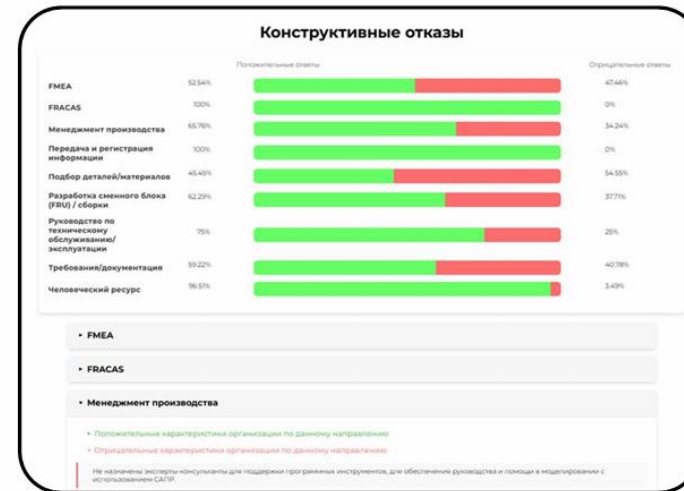 Конструктивные отказы
Положительные ответы Отрицательные ответы
FMEA 52.54% 47.46%
FRACAS 100% 0%
Менеджмент производства 65.76% 34.24%
Передача и регистрация
информации 100% 0%
Подбор деталей/материалов 45.45% 54.55%
Разработка сменного блока
(FRU) / сборки 62.29% 37.71%
Руководство по
техническому
обслуживанию/
эксплуатации 75% 25%
Требования/документация 59.22% 40.78%
Человеческий ресурс 96.51% 3.49%
‣ FMEA
‣ FRACAS
▾ Менеджмент производства
• Положительные характеристики организации по данному направлению
• Отрицательные характеристики организации по данному направлению
Не назначены эксперты-консультанты для поддержки программных инструментов, для обеспечения руководства и помощи в моделировании с
использованием САПР.